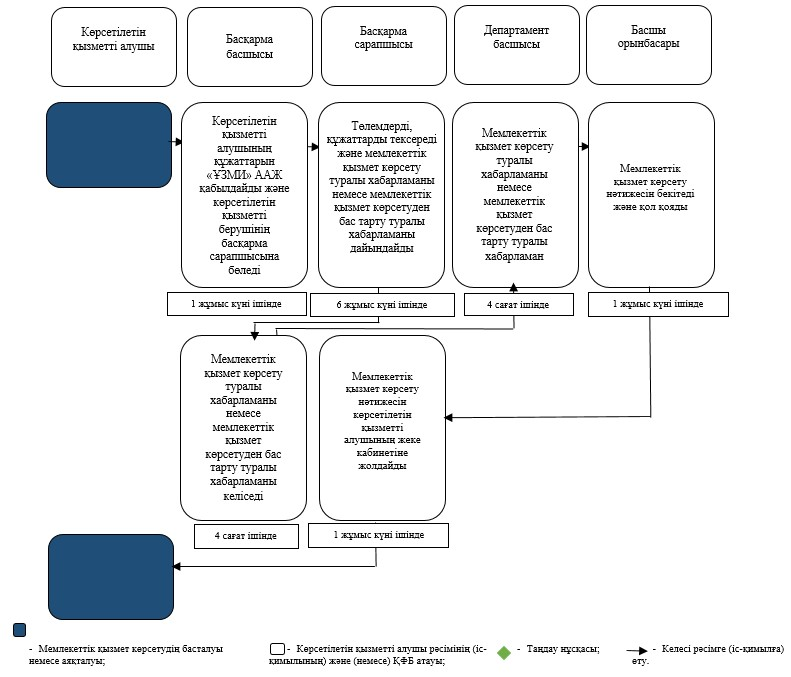 Көрсетілетін
қызметті алушы
Басқарма
басшысы
Басқарма
сарапшысы
Департамент
басшысы
Басшы
орынбасары
Көрсетілетін
қызметті
алушының
құжаттарын
«ҰЗМИ» ААЖ
қабылдайды және
көрсетілетін
қызметті
берушінің
басқарма
сарапшысына
бөледі
Төлемдерді,
құжаттарды тексереді
және мемлекеттік
қызмет көрсету
туралы хабарламаны
немесе мемлекеттік
қызмет көрсетуден
бас тарту туралы
хабарламаны
дайындайды
Мемлекеттік
қызмет көрсету
туралы
хабарламаны
немесе
мемлекеттік
қызмет
көрсетуден бас
тарту туралы
хабарламан
Мемлекеттік
қызмет көрсету
нәтижесін бекітеді
және қол қояды
1 жұмыс күні ішінде
6 жұмыс күні ішінде
4 сағат ішінде
1 жұмыс күні ішінде
Мемлекеттік
қызмет көрсету
туралы
хабарламаны
немесе
мемлекеттік
қызмет
көрсетуден бас
тарту туралы
хабарламаны
келіседі
Мемлекеттік
қызмет көрсету
нәтижесін
көрсетілетін
қызметті
алушының жеке
кабинетіне
жолдайды
4 сағат ішінде
1 жұмыс күні ішінде
- Мемлекеттік қызмет көрсетудің басталуы
немесе аяқталуы;
- Көрсетілетін қызметті алушы рәсімінің (іс-
қимылының) және (немесе) ҚФБ атауы;
- Таңдау нұсқасы;
- Келесі рәсімге (іс-қимылға)
өту.